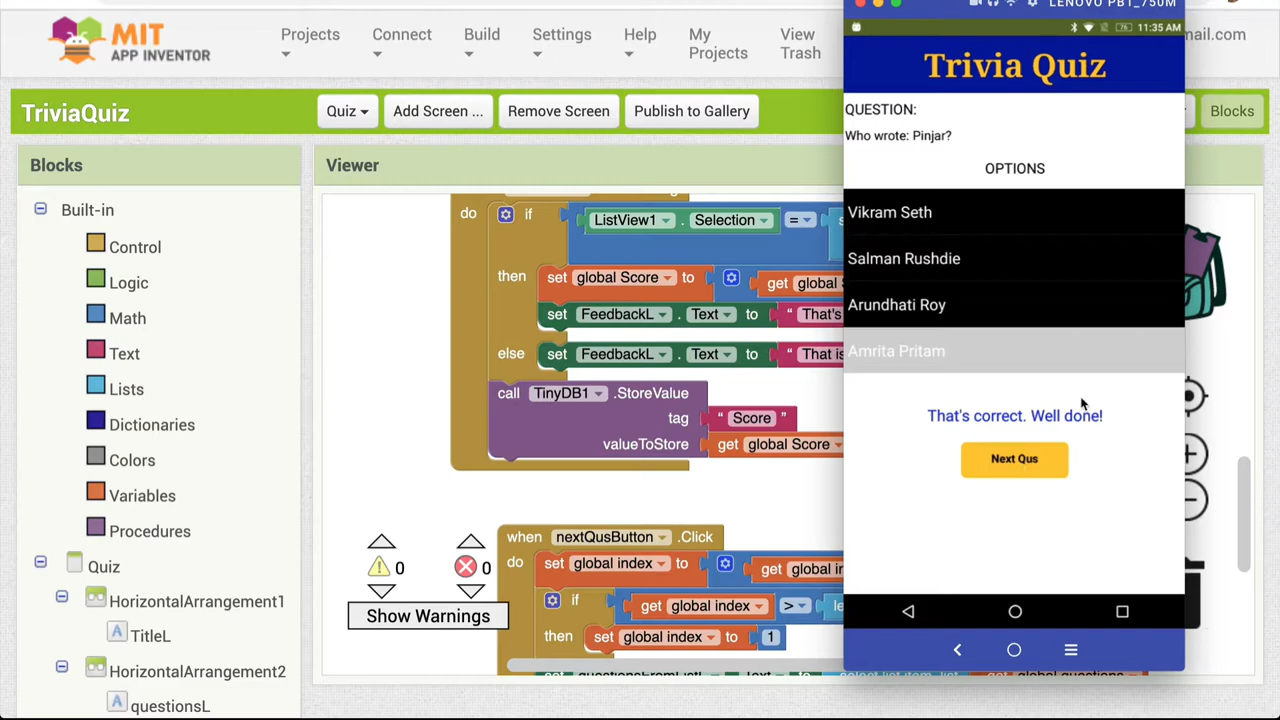 MIT
APP INVENTOR
Projects
Connect
Build
Settings
Help
My
Projects
View
Trash
mail.com
TriviaQuiz
Quiz
Add Screen ...
Remove Screen
Publish to Gallery
Blocks
Blocks
Viewer
Built-in
Control
Logic
Math
Text
Lists
Dictionaries
Colors
Variables
Procedures
Quiz
HorizontalArrangement1
TitleL
HorizontalArrangement2
questionsL
do if ListView1 . Selection =
then set global Score to get global
set FeedbackL . Text to “ That's
else set FeedbackL . Text to “ That is
call TinyDB1 .StoreValue
tag “ Score ”
valueToStore get global Score
when nextQusButton .Click
do set global index to get global in
if get global index > le
then set global index to 1
0 0
Show Warnings
LENOVO PB1_750M
11:35 AM
Trivia Quiz
QUESTION:
Who wrote: Pinjar?
OPTIONS
Vikram Seth
Salman Rushdie
Arundhati Roy
Amrita Pritam
That's correct. Well done!
Next Qus